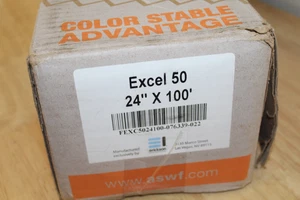 COLOR STABLE
ADVANTAGE
Excel 50
24" X 100'
FEXC5024100-076339-022
www.aswf.com